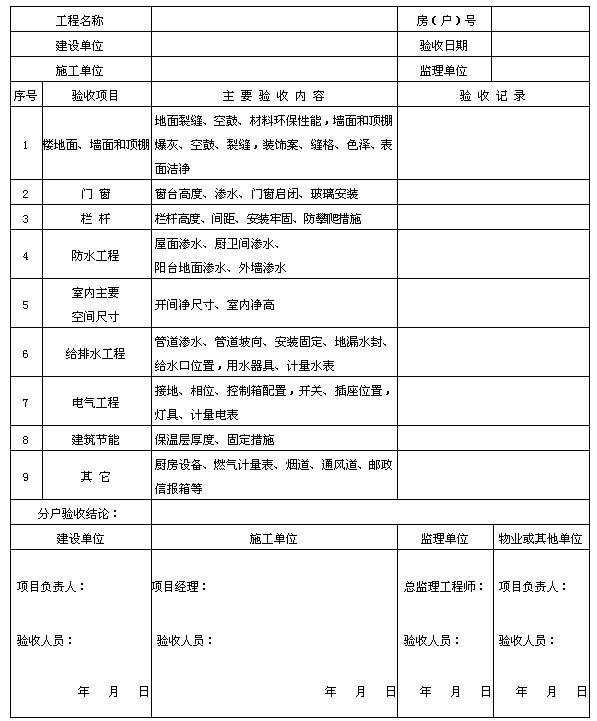 工程名称 房(户)号
建设单位 验收日期
施工单位 监理单位
序号 验收项目 主 要 验 收 内 容 验 收 记 录
1 楼地面、墙面和顶棚 地面裂缝、空鼓、材料环保性能，墙面和顶棚
爆灰、空鼓、裂缝，装饰案、缝格、色泽、表
面洁净
2 门 窗 窗台高度、渗水、门窗启闭、玻璃安装
3 栏 杆 栏杆高度、间距、安装牢固、防攀爬措施
4 防水工程 屋面渗水、厨卫间渗水、
阳台地面渗水、外墙渗水
5 室内主要
空间尺寸 开间净尺寸、室内净高
6 给排水工程 管道渗水、管道坡向、安装固定、地漏水封、
给水口位置，用水器具、计量水表
7 电气工程 接地、相位、控制箱配置，开关、插座位置，
灯具、计量电表
8 建筑节能 保温层厚度、固定措施
9 其 它 厨房设备、燃气计量表、烟道、通风道、邮政
信报箱等
分户验收结论：
建设单位 施工单位 监理单位 物业或其他单位
项目负责人： 项目经理： 总监理工程师： 项目负责人：
验收人员： 验收人员： 验收人员： 验收人员：
年 月 日 年 月 日 年 月 日 年 月 日